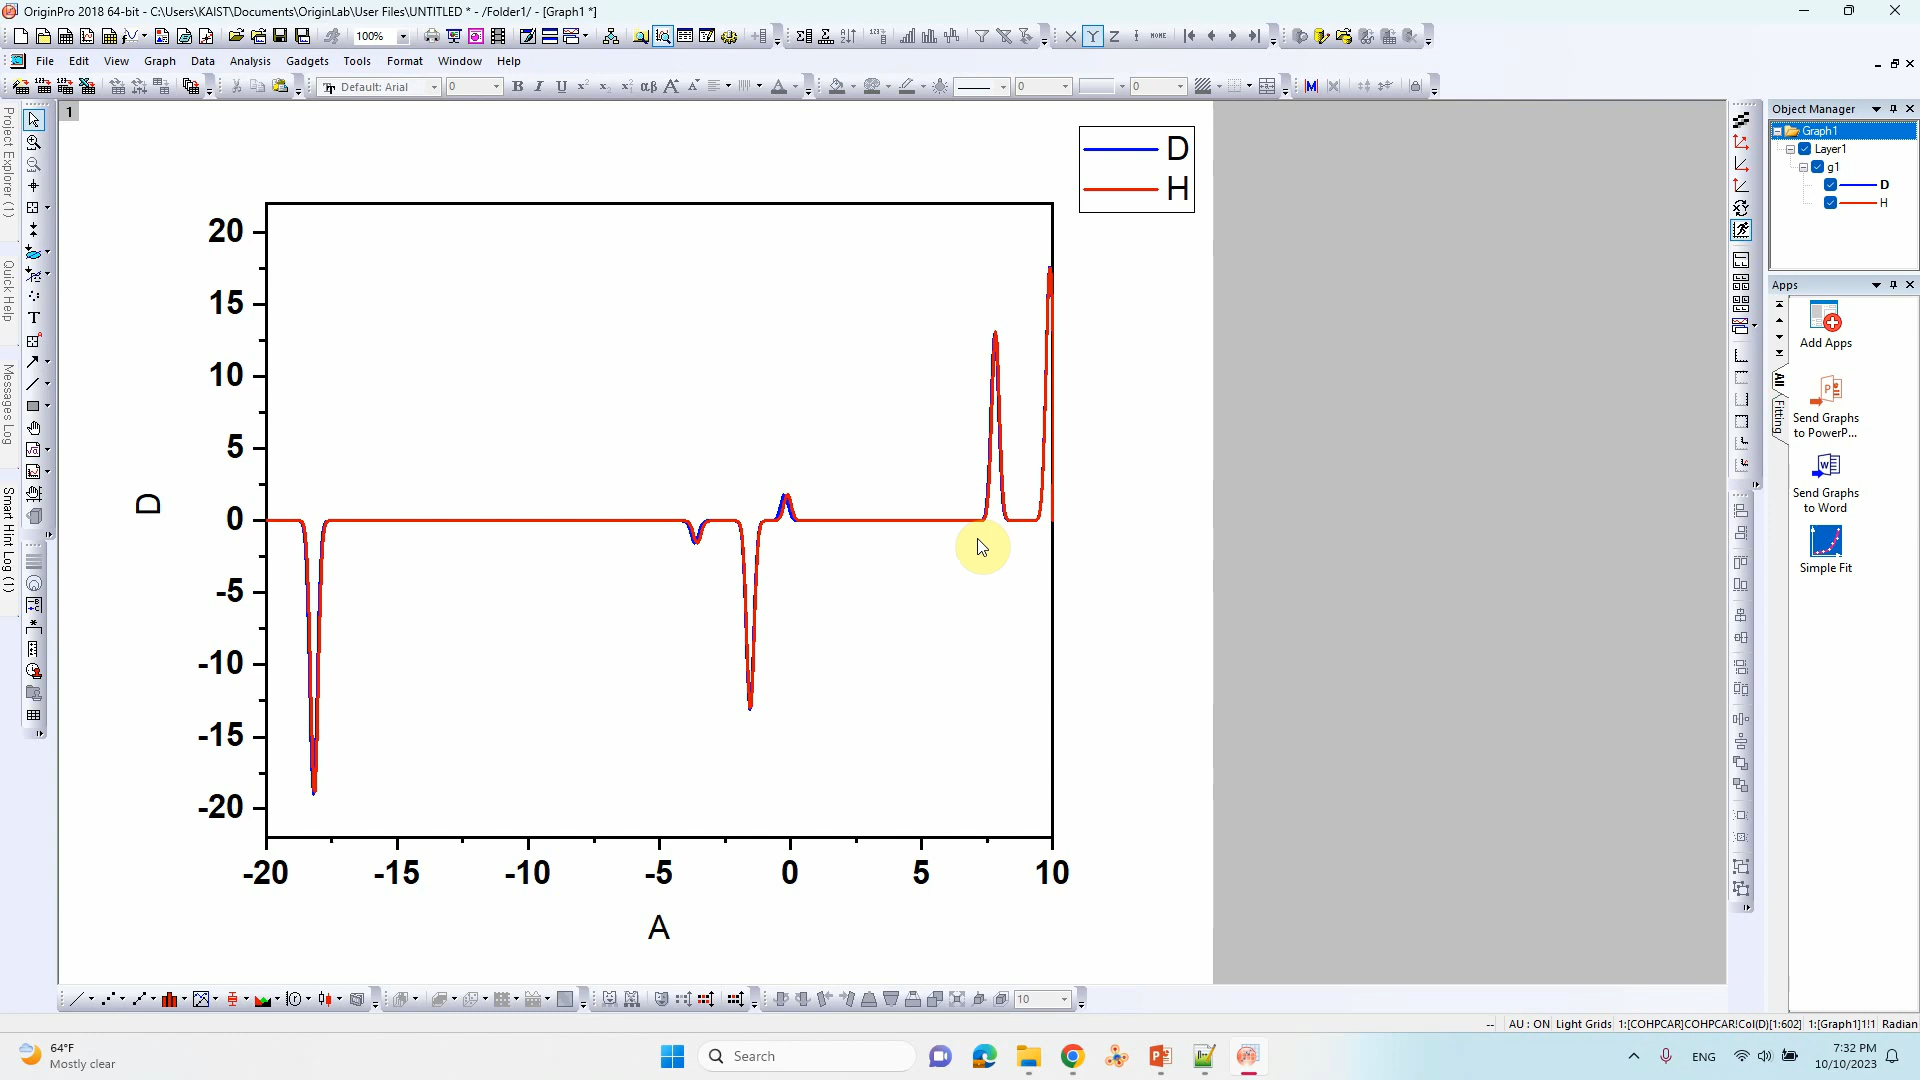 OriginPro 2018 64-bit - C:\Users\KAIST\Documents\OriginLab\User Files\UNTITLED * - /Folder1/ - [Graph1 *]
100%
X Y Z
File Edit View Graph Data Analysis Gadgets Tools Format Window Help
Default: Arial 0 B I U αβ A A 0 0
Project Explorer (1)
Quick Help
Messages Log
Smart Hint Log (1)
1
D
H
20
15
10
5
0
-5
-10
-15
-20
D
-20 -15 -10 -5 0 5 10
A
Object Manager
Graph1
Layer1
g1
D
H
Apps
All
Fitting
Add Apps
Send Graphs
to PowerP...
Send Graphs
to Word
Simple Fit
10
-- AU : ON Light Grids 1:[COHPCAR]COHPCAR!Col(D)[1:602] 1:[Graph1]1!1 Radian
64°F
Mostly clear
Search
ENG
7:32 PM
10/10/2023